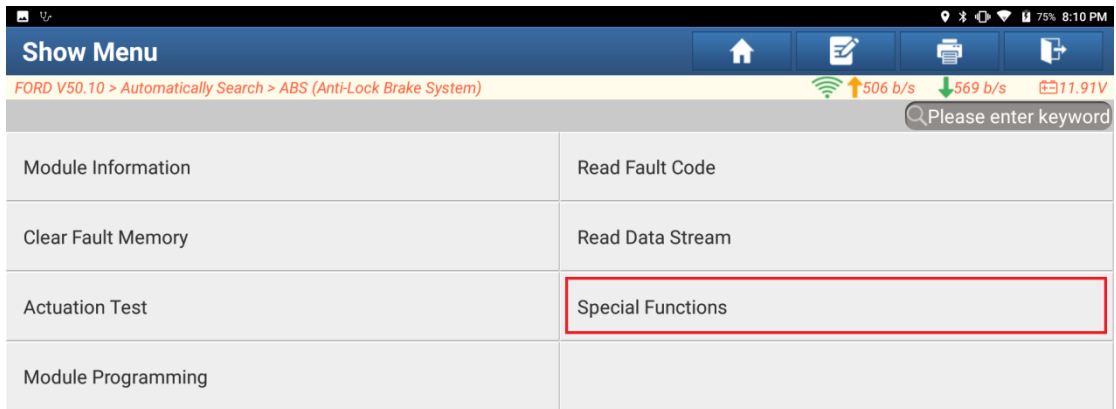 75% 8:10 PM
Show Menu
FORD V50.10 > Automatically Search > ABS (Anti-Lock Brake System) 506 b/s 569 b/s 11.91V
Please enter keyword
Module Information Read Fault Code
Clear Fault Memory Read Data Stream
Actuation Test Special Functions
Module Programming